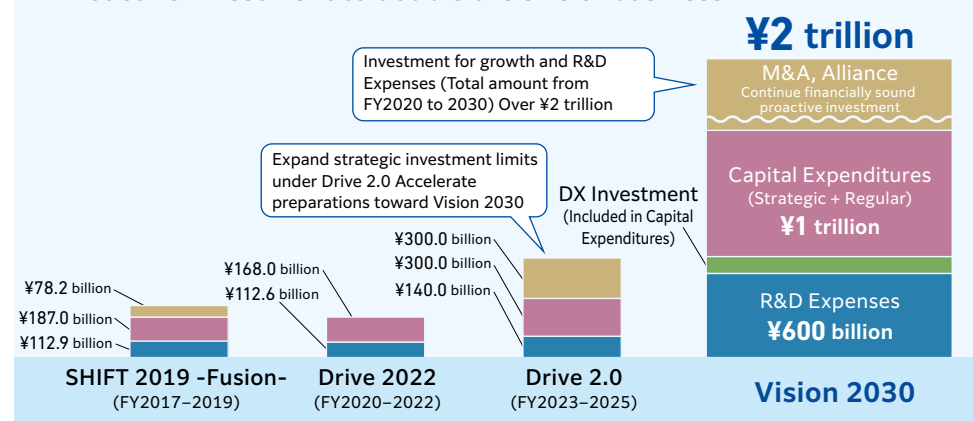 ¥2 trillion
Investment for growth and R&D
Expenses (Total amount from
FY2020 to 2030) Over ¥2 trillion
M&A, Alliance
Continue financially sound
proactive investment
Expand strategic investment limits
under Drive 2.0 Accelerate
preparations toward Vision 2030
DX Investment
(Included in Capital
Expenditures)
Capital Expenditures
(Strategic + Regular)
¥1 trillion
R&D Expenses
¥600 billion
¥78.2 billion
¥187.0 billion
¥112.9 billion
¥168.0 billion
¥112.6 billion
¥300.0 billion
¥300.0 billion
¥140.0 billion
SHIFT 2019 -Fusion-
(FY2017–2019)
Drive 2022
(FY2020–2022)
Drive 2.0
(FY2023–2025)
Vision 2030